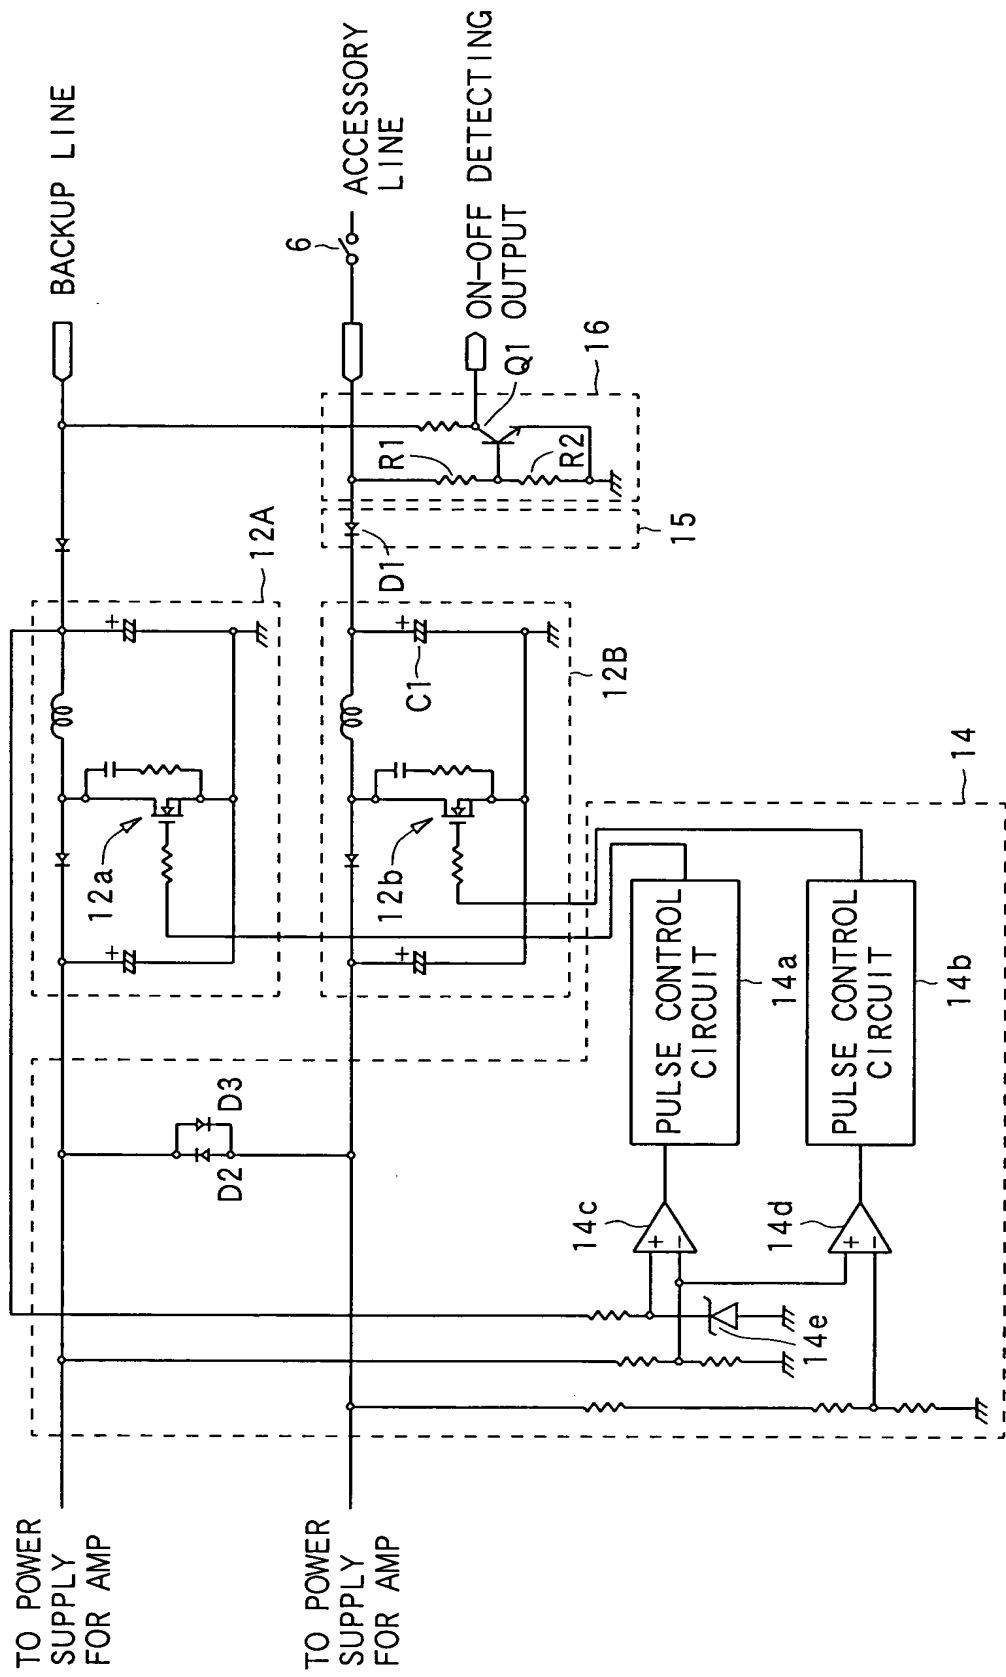 BACKUP LINE
6
ACCESSORY
LINE
ON-OFF DETECTING
OUTPUT
Q1
16
R1
R2
15
D1
12A
+
+
12a
+
C1
12B
12b
+
14
D3
D2
PULSE CONTROL
CIRCUIT
14a
PULSE CONTROL
CIRCUIT
14b
14c
+
−
14d
+
−
14e
TO POWER
SUPPLY
FOR AMP
TO POWER
SUPPLY
FOR AMP